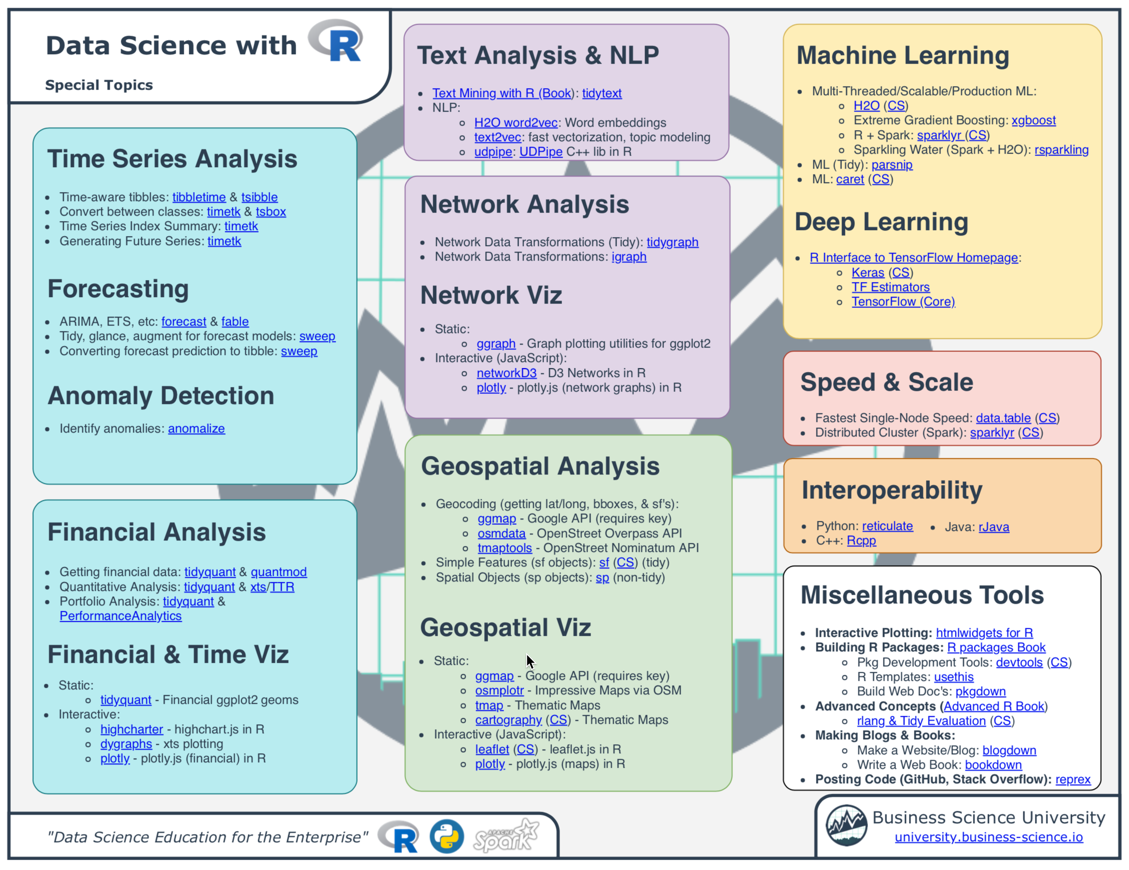 Data Science with R
Special Topics
Time Series Analysis
• Time-aware tibbles: tibbletime & tsibble
• Convert between classes: timetk & tsbox
• Time Series Index Summary: timetk
• Generating Future Series: timetk
Forecasting
• ARIMA, ETS, etc: forecast & fable
• Tidy, glance, augment for forecast models: sweep
• Converting forecast prediction to tibble: sweep
Anomaly Detection
• Identify anomalies: anomalize
Financial Analysis
• Getting financial data: tidyquant & quantmod
• Quantitative Analysis: tidyquant & xts/TTR
• Portfolio Analysis: tidyquant &
PerformanceAnalytics
Financial & Time Viz
• Static:
○ tidyquant - Financial ggplot2 geoms
• Interactive:
○ highcharter - highchart.js in R
○ dygraphs - xts plotting
○ plotly - plotly.js (financial) in R
Text Analysis & NLP
• Text Mining with R (Book): tidytext
• NLP:
○ H2O word2vec: Word embeddings
○ text2vec: fast vectorization, topic modeling
○ udpipe: UDPipe C++ lib in R
Network Analysis
• Network Data Transformations (Tidy): tidygraph
• Network Data Transformations: igraph
Network Viz
• Static:
○ ggraph - Graph plotting utilities for ggplot2
• Interactive (JavaScript):
○ networkD3 - D3 Networks in R
○ plotly - plotly.js (network graphs) in R
Geospatial Analysis
• Geocoding (getting lat/long, bboxes, & sf's):
○ ggmap - Google API (requires key)
○ osmdata - OpenStreet Overpass API
○ tmaptools - OpenStreet Nominatum API
• Simple Features (sf objects): sf (CS) (tidy)
• Spatial Objects (sp objects): sp (non-tidy)
Geospatial Viz
• Static:
○ ggmap - Google API (requires key)
○ osmplotr - Impressive Maps via OSM
○ tmap - Thematic Maps
○ cartography (CS) - Thematic Maps
• Interactive (JavaScript):
○ leaflet (CS) - leaflet.js in R
○ plotly - plotly.js (maps) in R
Machine Learning
• Multi-Threaded/Scalable/Production ML:
○ H2O (CS)
○ Extreme Gradient Boosting: xgboost
○ R + Spark: sparklyr (CS)
○ Sparkling Water (Spark + H2O): rsparkling
• ML (Tidy): parsnip
• ML: caret (CS)
Deep Learning
• R Interface to TensorFlow Homepage:
○ Keras (CS)
○ TF Estimators
○ TensorFlow (Core)
Speed & Scale
• Fastest Single-Node Speed: data.table (CS)
• Distributed Cluster (Spark): sparklyr (CS)
Interoperability
• Python: reticulate • Java: rJava
• C++: Rcpp
Miscellaneous Tools
• Interactive Plotting: htmlwidgets for R
• Building R Packages: R packages Book
○ Pkg Development Tools: devtools (CS)
○ R Templates: usethis
○ Build Web Doc's: pkgdown
• Advanced Concepts (Advanced R Book)
○ rlang & Tidy Evaluation (CS)
• Making Blogs & Books:
○ Make a Website/Blog: blogdown
○ Write a Web Book: bookdown
• Posting Code (GitHub, Stack Overflow): reprex
"Data Science Education for the Enterprise" R Spark
Business Science University
university.business-science.io